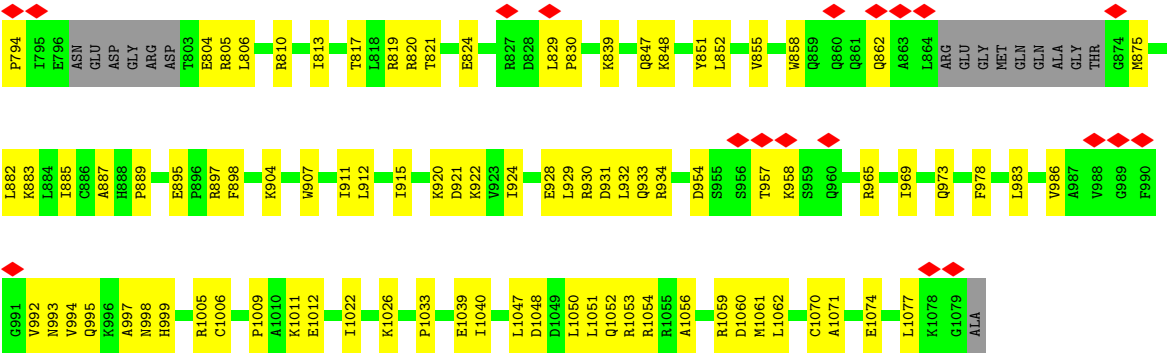 P794 I795 E796 ASN GLU ASP GLY ARG ASP T803 E804 R805 L806 R810 I813 T817 L818 R819 R820 T821 E824 R827 D828 L829 P830 K839 Q847 K848 Y851 L852 V855 W858 Q859 Q860 Q861 Q862 A863 L864 ARG GLU GLY MET GLN GLN ALA GLY THR G874 M875
L882 K883 L884 I885 C886 A887 H888 P889 E895 P896 R897 F898 K904 W907 I911 L912 I915 K920 D921 K922 V923 I924 E928 L929 R930 D931 L932 Q933 R934 D954 S955 S956 T957 K958 S959 Q960 R965 I969 Q973 F978 L983 V986 A987 V988 G989 F990
G991 V992 N993 V994 Q995 K996 A997 N998 H999 R1005 C1006 P1009 A1010 K1011 E1012 I1022 K1026 P1033 E1039 I1040 L1047 D1048 D1049 L1050 L1051 Q1052 R1053 R1054 R1055 A1056 R1059 D1060 M1061 L1062 C1070 A1071 E1074 L1077 K1078 G1079 ALA